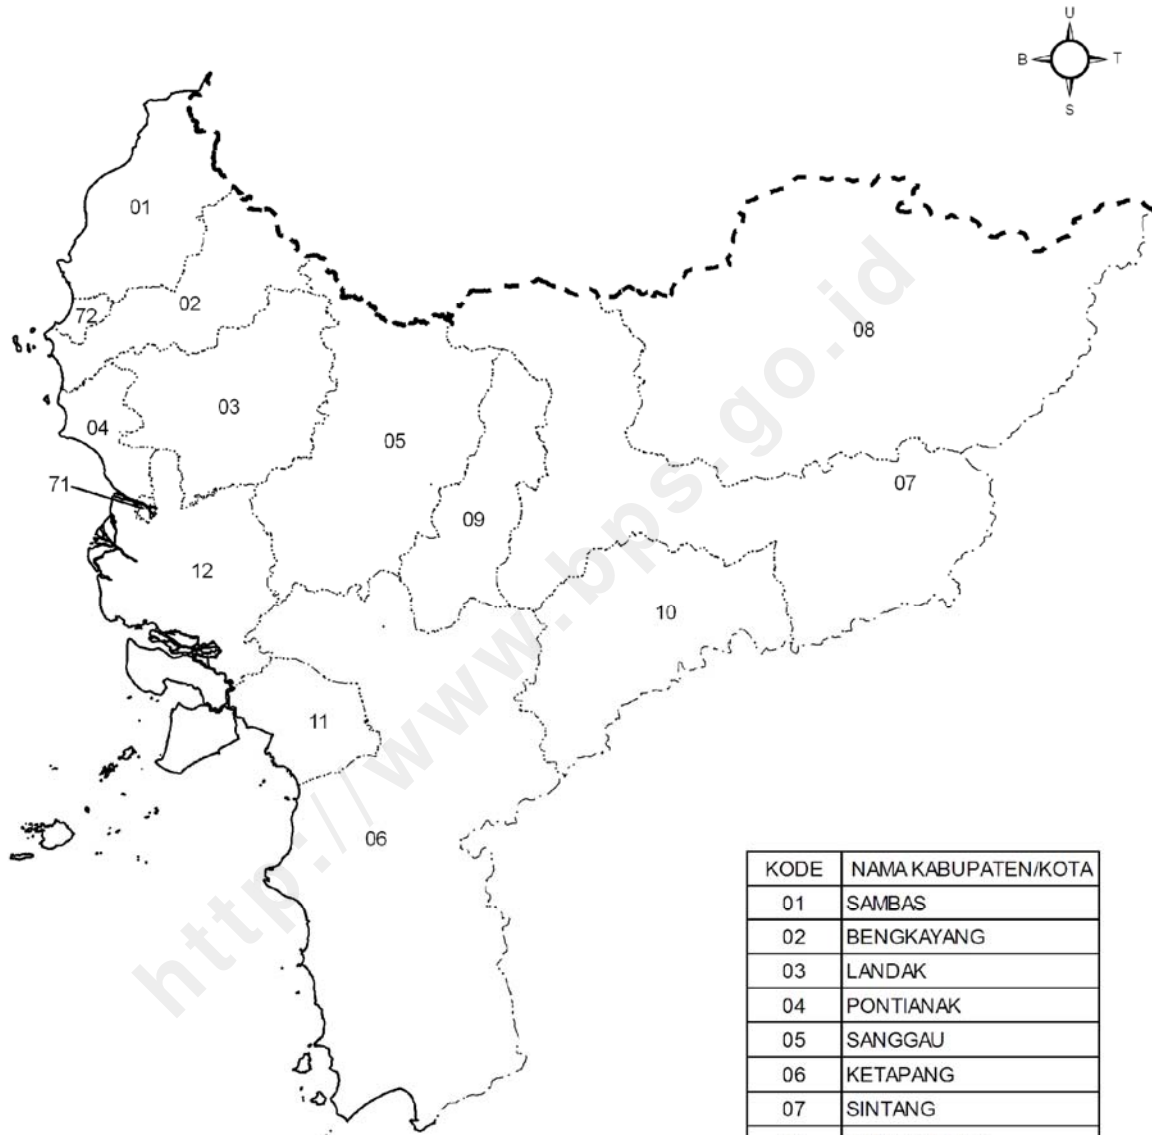 U
B T
S
01
02
72
08
03
04
05
71
07
09
12
10
11
06
http://www.bps.go.id
KODE NAMA KABUPATEN/KOTA
01 SAMBAS
02 BENGKAYANG
03 LANDAK
04 PONTIANAK
05 SANGGAU
06 KETAPANG
07 SINTANG